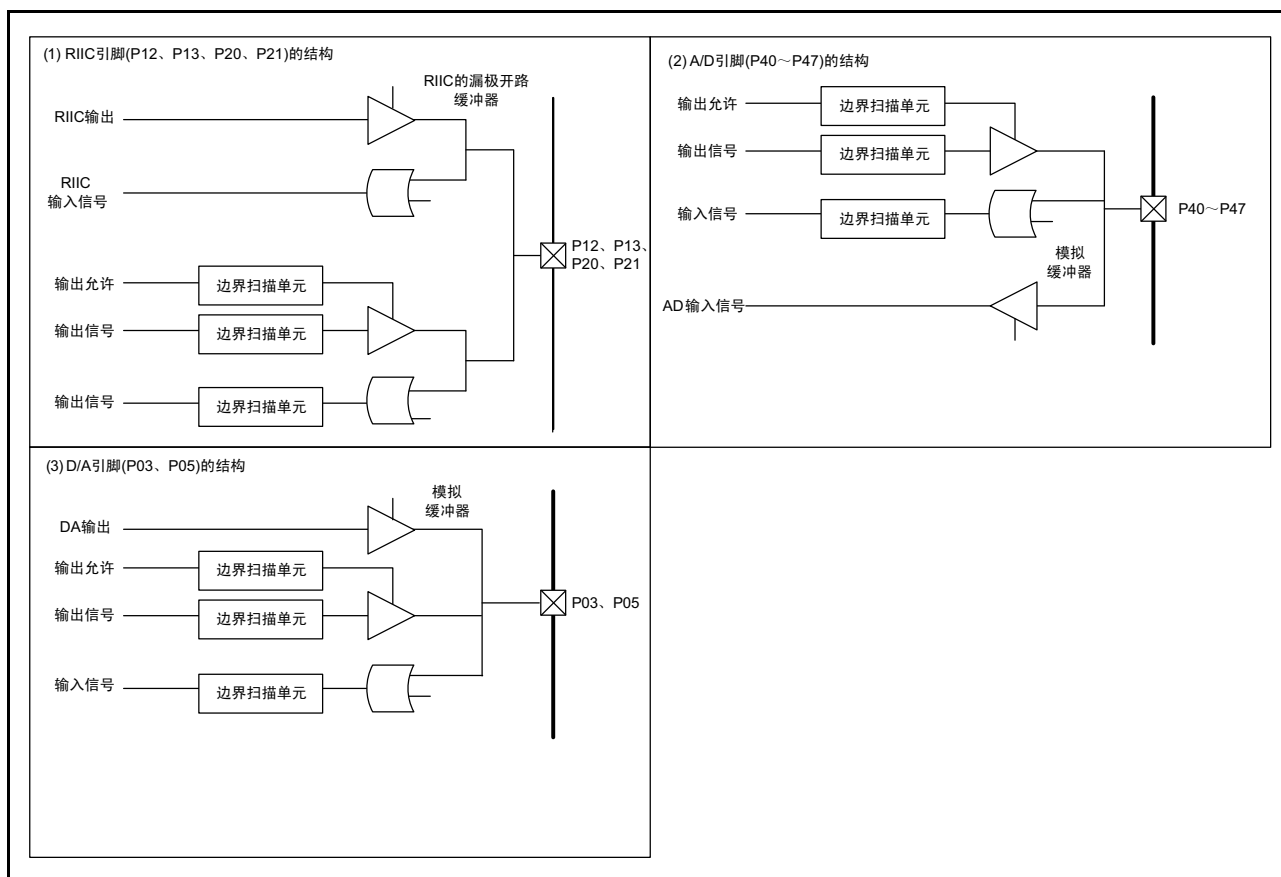 (1) RIIC引脚(P12、P13、P20、P21)的结构
RIIC的漏极开路
缓冲器
RIIC输出
RIIC
输入信号
P12、P13、
P20、P21
输出允许
边界扫描单元
输出信号
边界扫描单元
输出信号
边界扫描单元
(2) A/D引脚(P40～P47)的结构
输出允许
边界扫描单元
输出信号
边界扫描单元
输入信号
边界扫描单元
P40～P47
模拟
缓冲器
AD输入信号
(3) D/A引脚(P03、P05)的结构
模拟
缓冲器
DA输出
输出允许
边界扫描单元
输出信号
边界扫描单元
P03、P05
输入信号
边界扫描单元